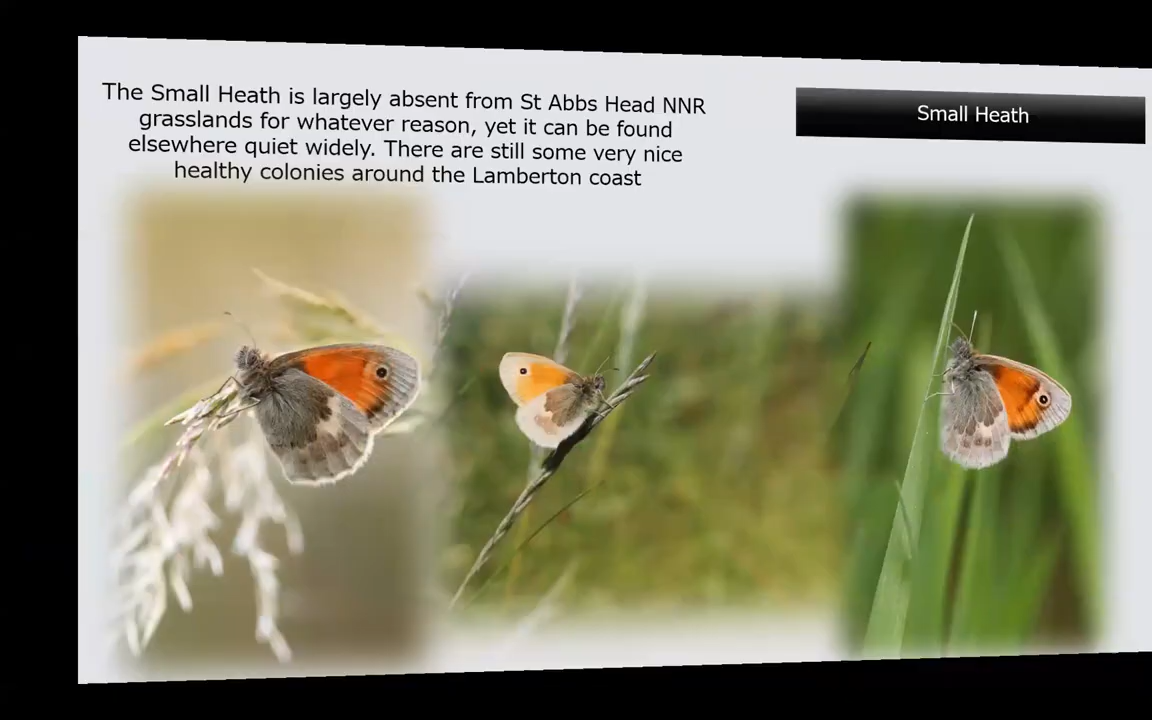 The Small Heath is largely absent from St Abbs Head NNR
grasslands for whatever reason, yet it can be found
elsewhere quiet widely. There are still some very nice
healthy colonies around the Lamberton coast
Small Heath